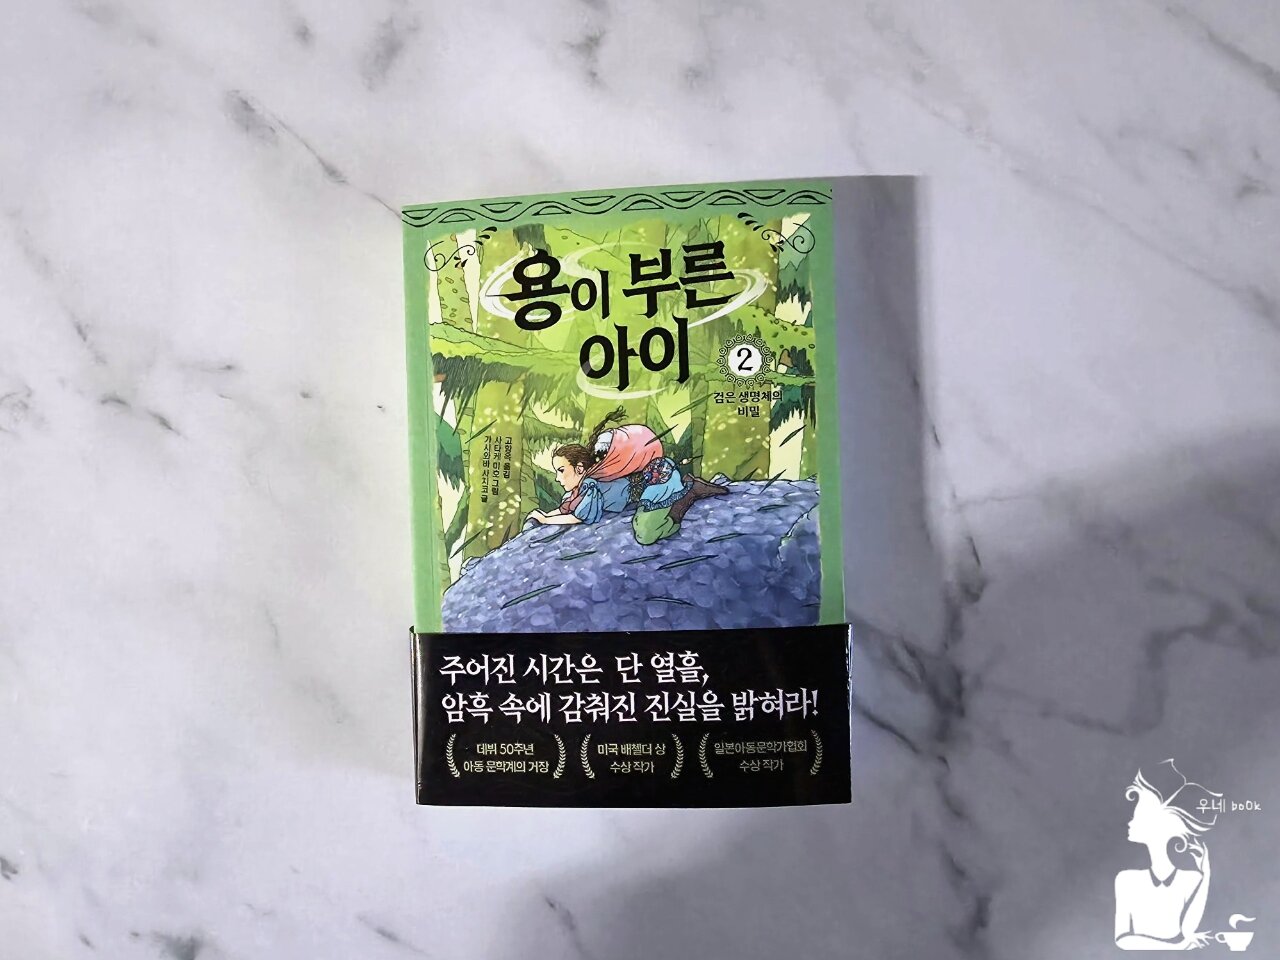 용이 부른
아이
2
검은 생명체의
비밀
가시와바 사치코 글
사타케 미호 그림
고향옥 옮김
주어진 시간은 단 열흘,
암흑 속에 감춰진 진실을 밝혀라!
데뷔 50주년
아동 문학계의 거장
미국 배첼더 상
수상 작가
일본아동문학가협회
수상 작가
우네 book